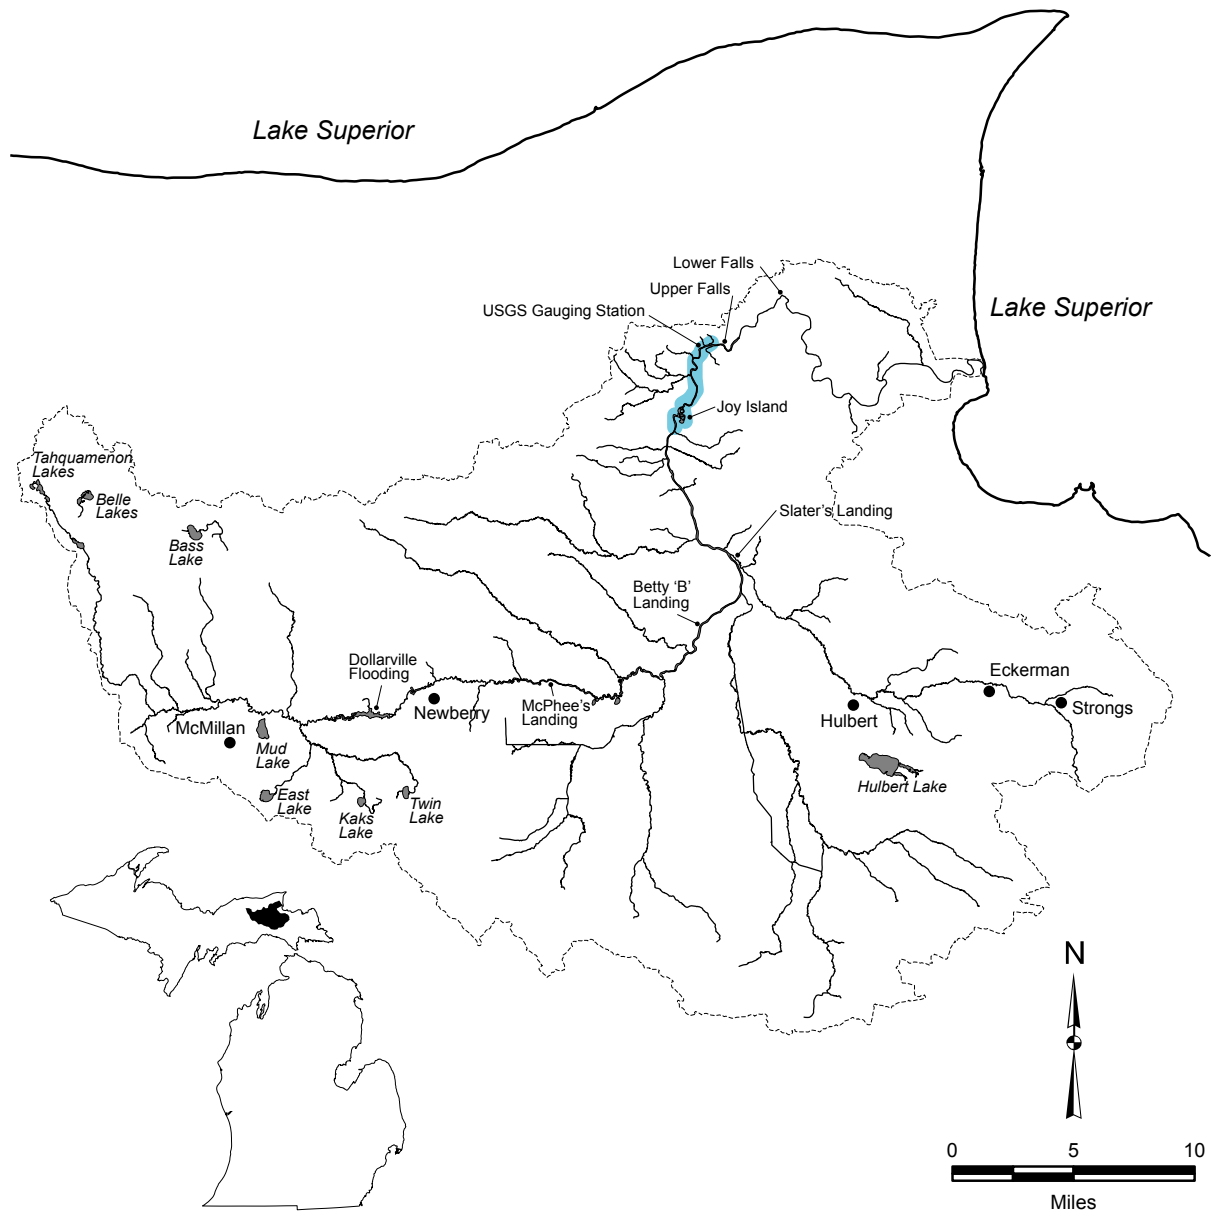 Lake Superior
Lower Falls
Upper Falls
USGS Gauging Station
Lake Superior
Joy Island
Tahquamenon
Lakes
Belle
Lakes
Slater's Landing
Bass
Lake
Betty 'B'
Landing
Dollarville
Flooding
Eckerman
McPhee's
Landing
Newberry
Strongs
Hulbert
McMillan
Mud
Lake
Hulbert Lake
East
Lake
Twin
Lake
Kaks
Lake
N
0 5 10
Miles